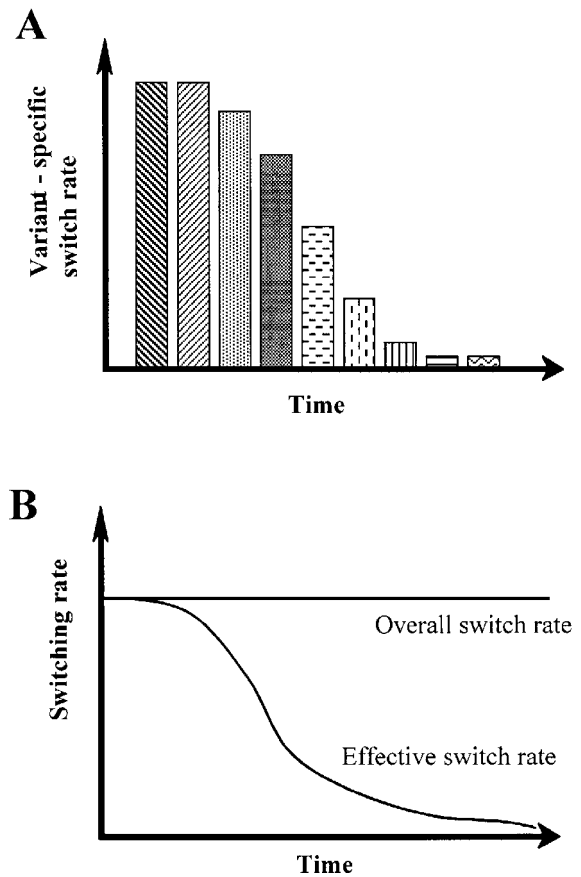 A
Variant - specific
switch rate
Time
B
Switching rate
Overall switch rate
Effective switch rate
Time